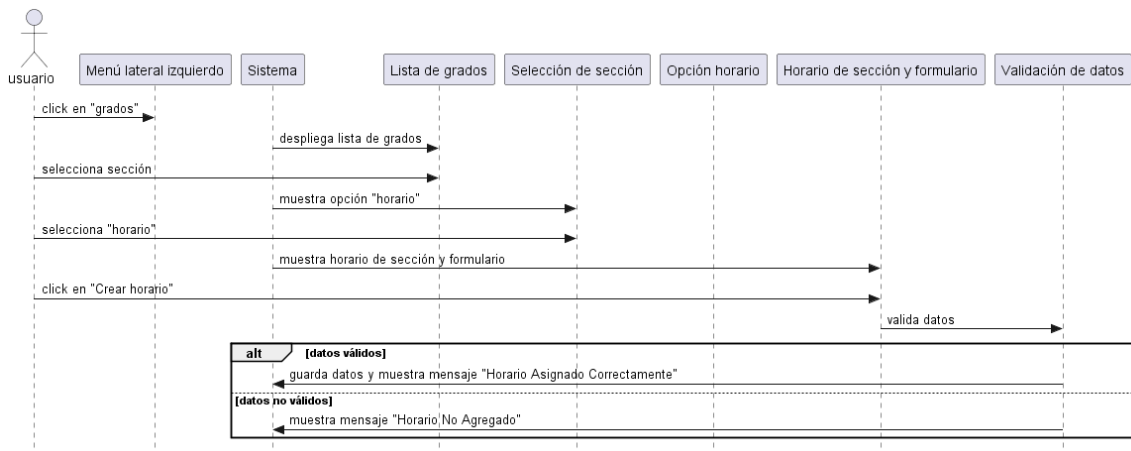 usuario
Menú lateral izquierdo
Sistema
Lista de grados
Selección de sección
Opción horario
Horario de sección y formulario
Validación de datos
click en "grados"
despliega lista de grados
selecciona sección
muestra opción "horario"
selecciona "horario"
muestra horario de sección y formulario
click en "Crear horario"
valida datos
alt
[datos válidos]
guarda datos y muestra mensaje "Horario Asignado Correctamente"
[datos no válidos]
muestra mensaje "Horario No Agregado"